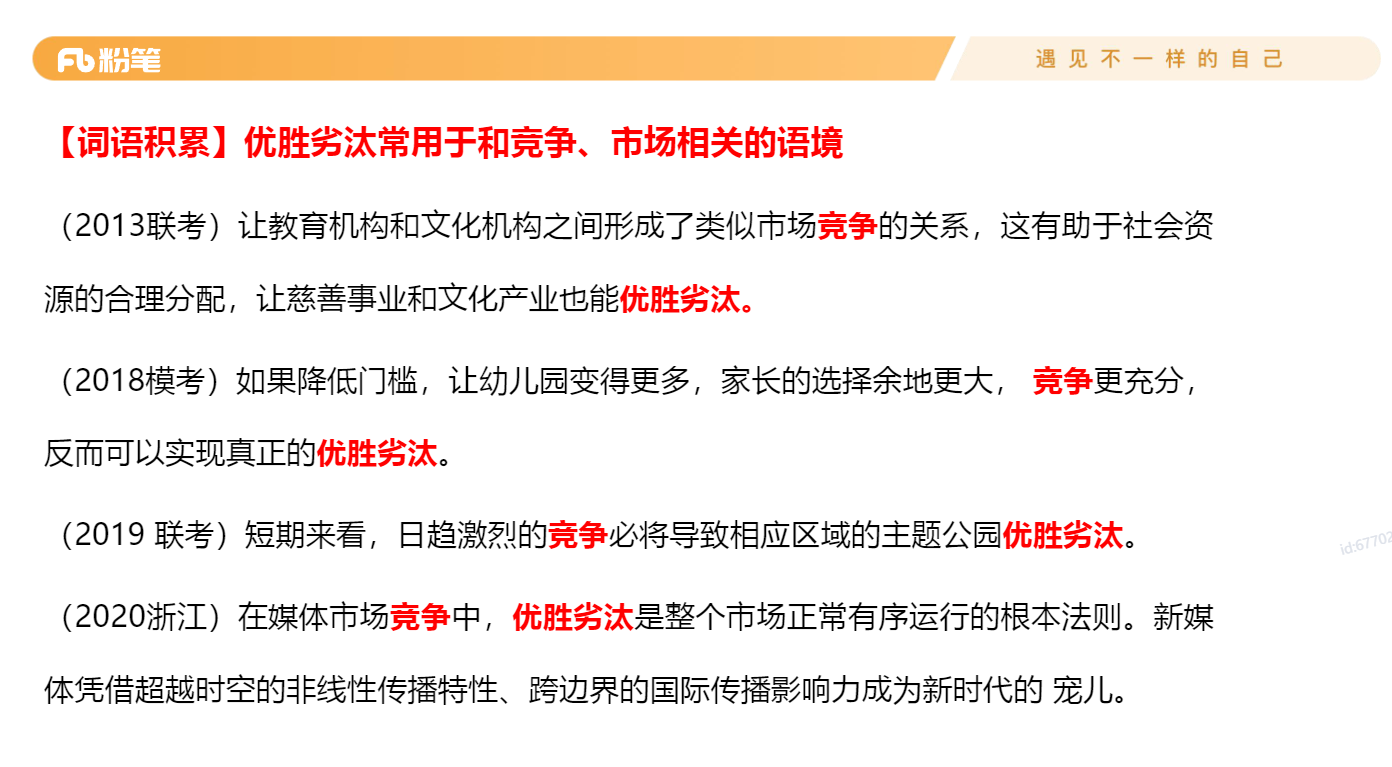 粉笔
遇见不一样的自己
【词语积累】优胜劣汰常用于和竞争、市场相关的语境
（2013联考）让教育机构和文化机构之间形成了类似市场竞争的关系，这有助于社会资
源的合理分配，让慈善事业和文化产业也能优胜劣汰。
（2018模考）如果降低门槛，让幼儿园变得更多，家长的选择余地更大， 竞争更充分，
反而可以实现真正的优胜劣汰。
（2019 联考）短期来看，日趋激烈的竞争必将导致相应区域的主题公园优胜劣汰。
id:67702
（2020浙江）在媒体市场竞争中，优胜劣汰是整个市场正常有序运行的根本法则。新媒
体凭借超越时空的非线性传播特性、跨边界的国际传播影响力成为新时代的 宠儿。